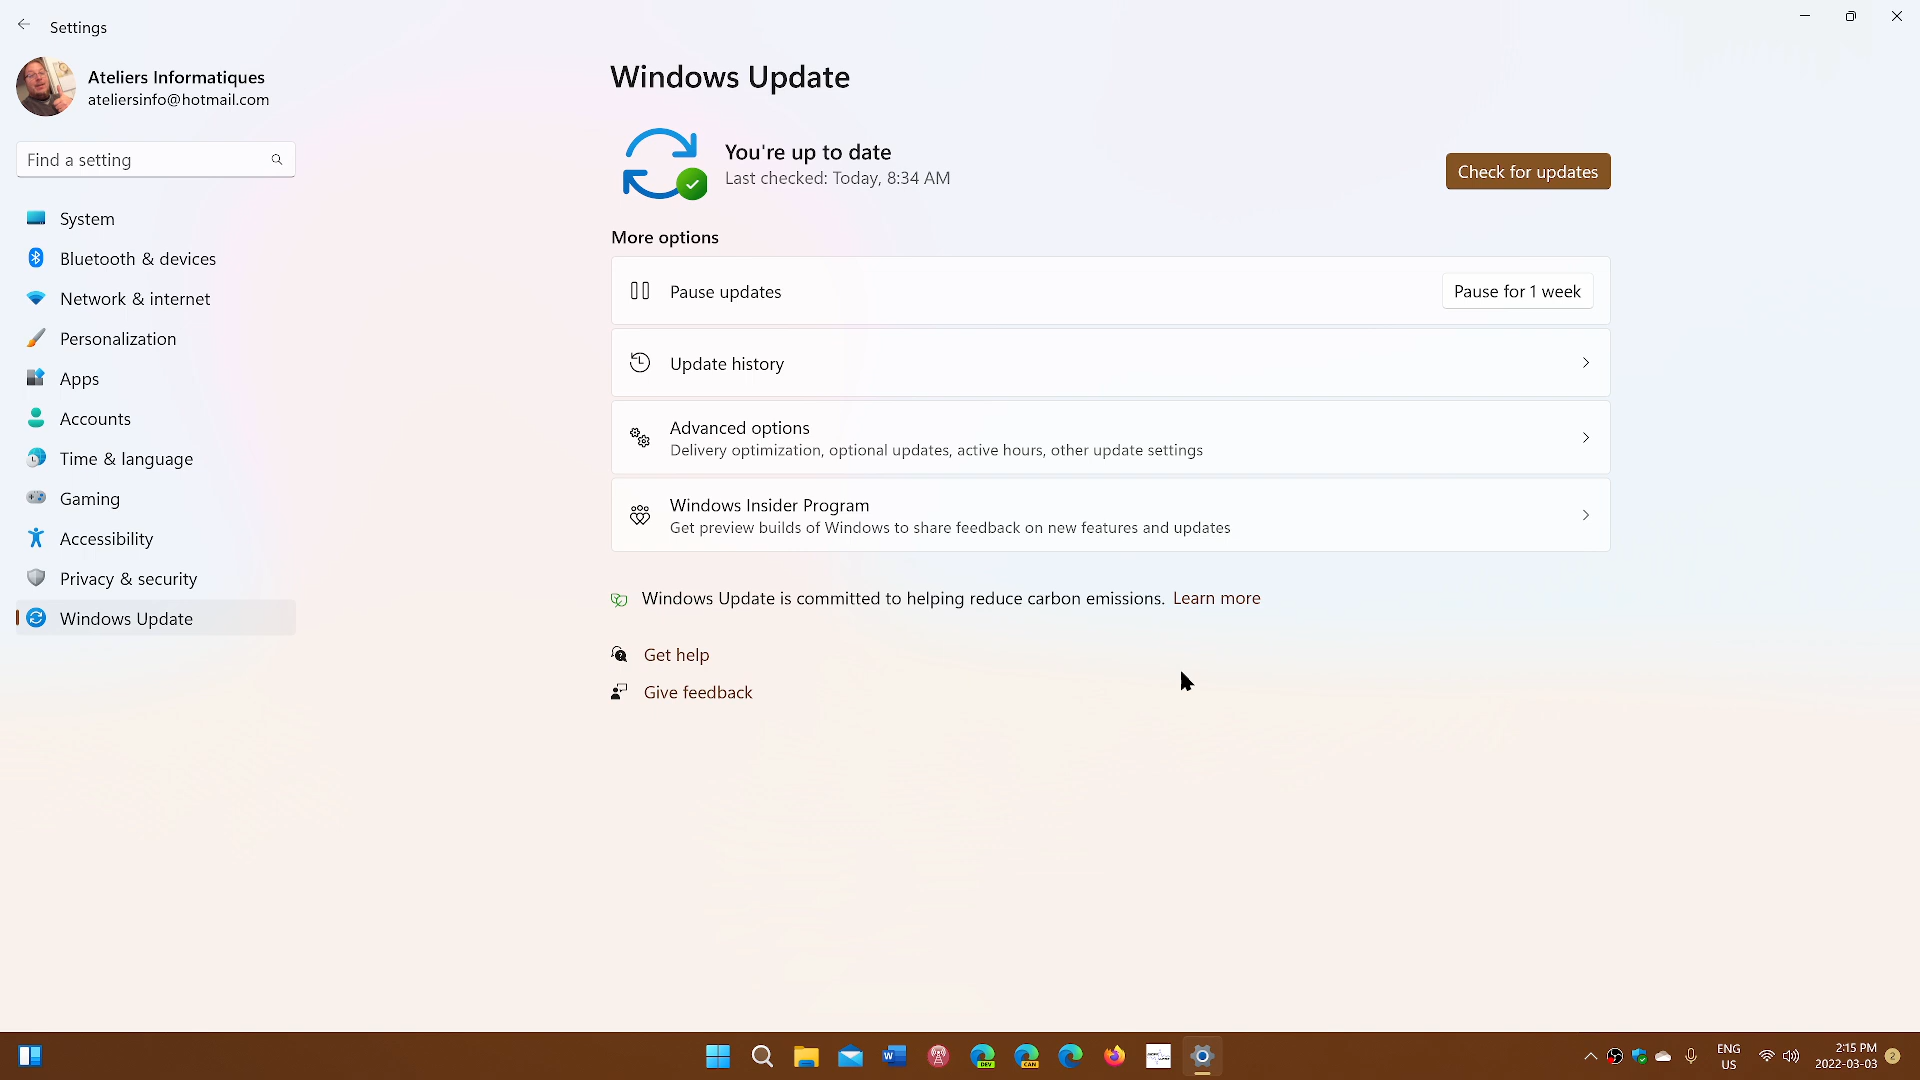 Settings
Ateliers Informatiques
ateliersinfo@hotmail.com
Find a setting
System
Bluetooth & devices
Network & internet
Personalization
Apps
Accounts
Time & language
Gaming
Accessibility
Privacy & security
Windows Update
Windows Update
You're up to date
Last checked: Today, 8:34 AM
Check for updates
More options
Pause updates
Pause for 1 week
Update history
Advanced options
Delivery optimization, optional updates, active hours, other update settings
Windows Insider Program
Get preview builds of Windows to share feedback on new features and updates
Windows Update is committed to helping reduce carbon emissions. Learn more
Get help
Give feedback
W
DEV
CAN
ENG
US
2:15 PM
2022-03-03
2